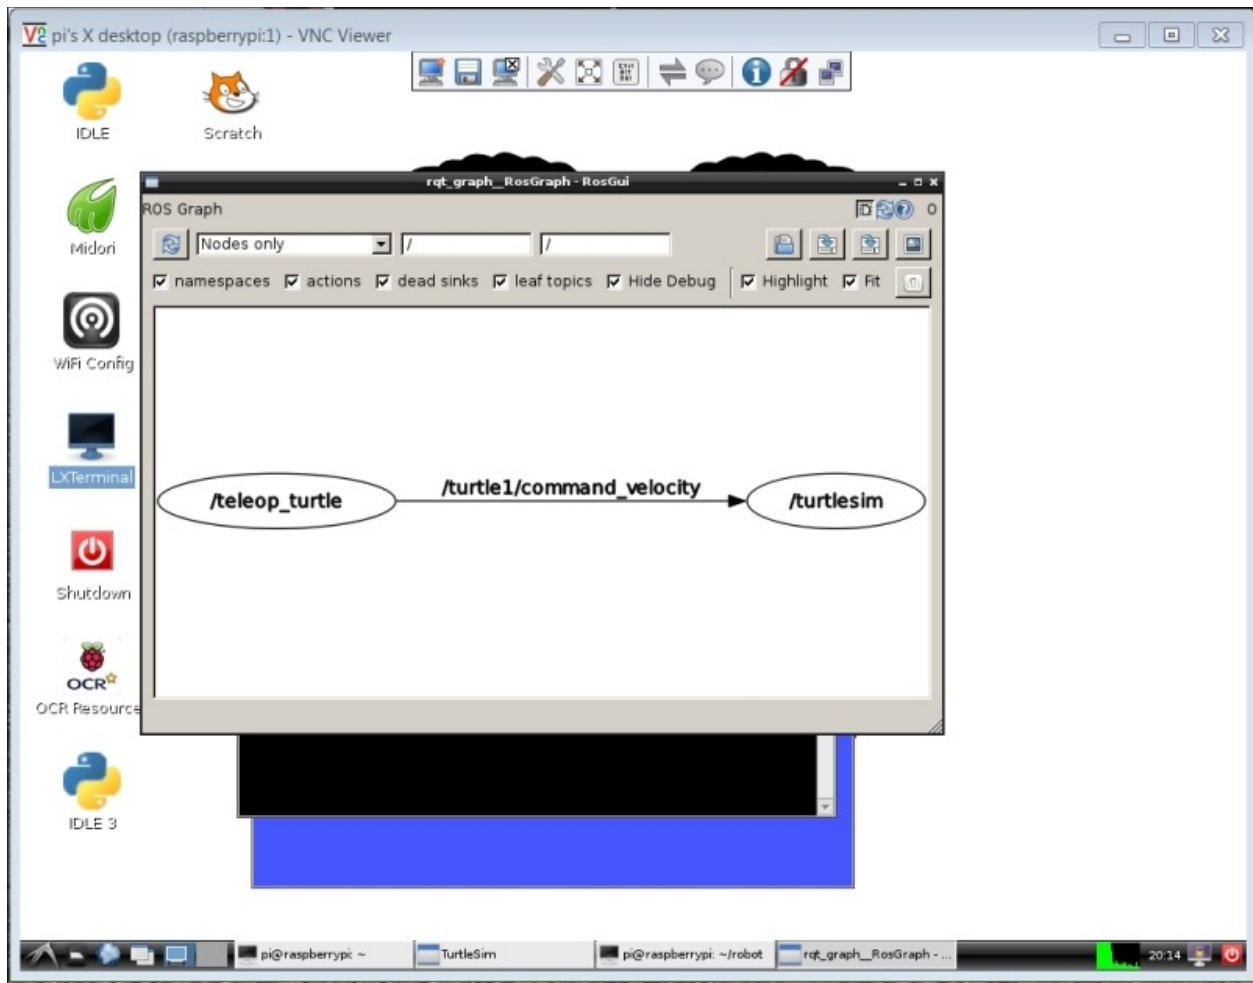 pi's X desktop (raspberrypi:1) - VNC Viewer
IDLE
Scratch
rqt_graph__RosGraph - RosGui
ROS Graph
0
Midori
Nodes only
/
/
namespaces
actions
dead sinks
leaf topics
Hide Debug
Highlight
Fit
WiFi Config
LXTerminal
/teleop_turtle
/turtle1/command_velocity
/turtlesim
Shutdown
OCR
OCR Resource
IDLE 3
pi@raspberrypi: ~
TurtleSim
pi@raspberrypi: ~/robot
rqt_graph__RosGraph - ...
20:14